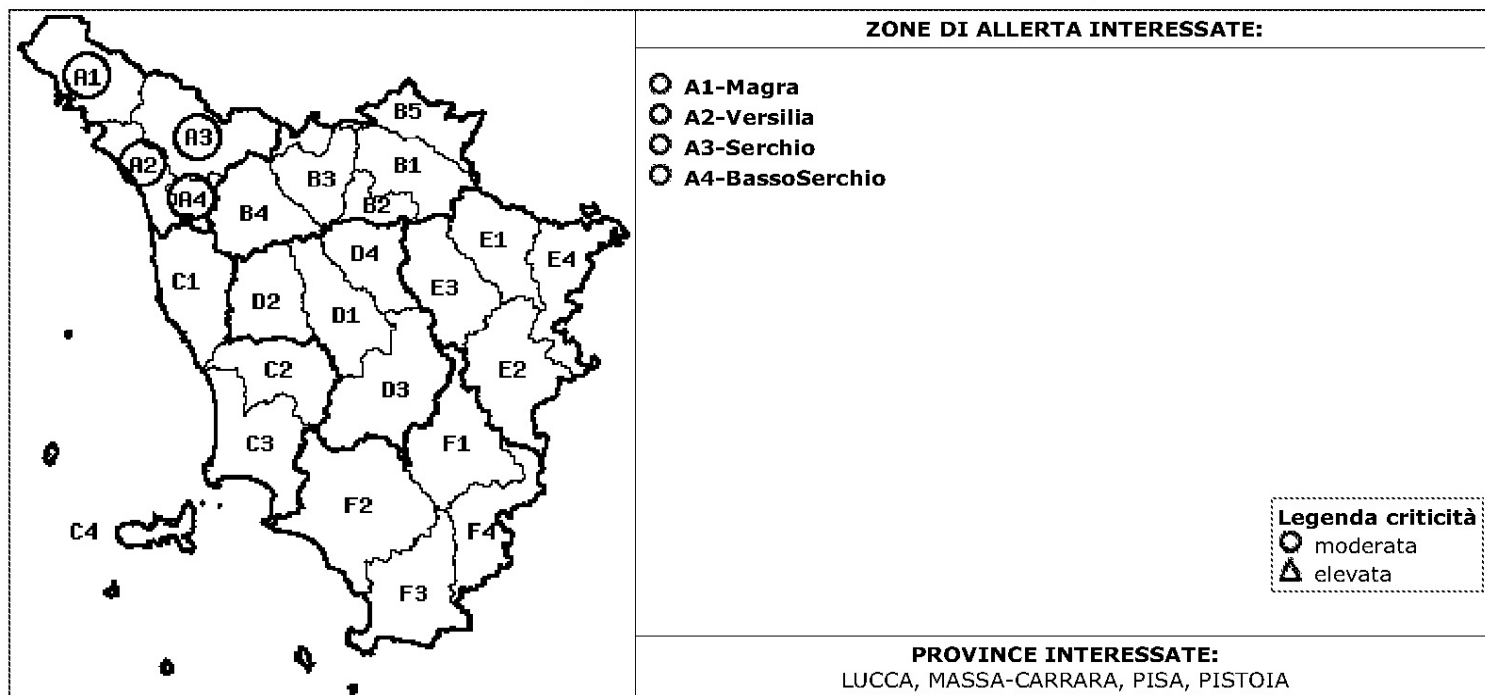 ZONE DI ALLERTA INTERESSATE:
A1-Magra
A2-Versilia
A3-Serchio
A4-BassoSerchio
A1
A3
A2
A4
B5
B1
B3
B2
B4
E1
E4
D4
E3
C1
D2
D1
C2
D3
E2
C3
F1
F2
F4
C4
F3
Legenda criticità
moderata
elevata
PROVINCE INTERESSATE:
LUCCA, MASSA-CARRARA, PISA, PISTOIA